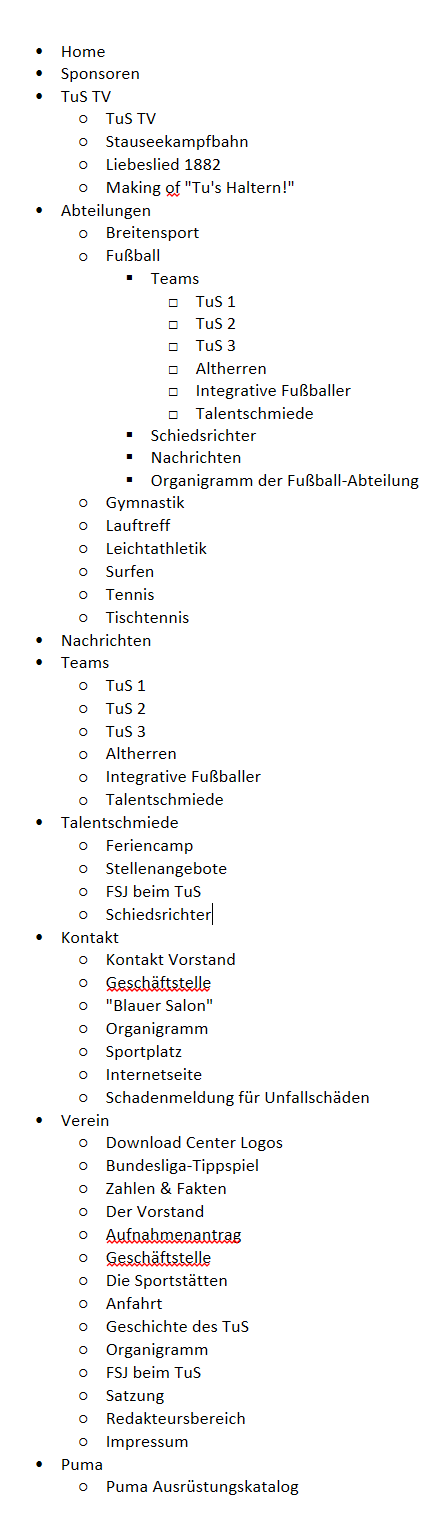 • Home
• Sponsoren
• TuS TV
○ TuS TV
○ Stauseekampfbahn
○ Liebeslied 1882
○ Making of "Tu's Haltern!"
• Abteilungen
○ Breitensport
○ Fußball
▪ Teams
□ TuS 1
□ TuS 2
□ TuS 3
□ Altherren
□ Integrative Fußballer
□ Talentschmiede
▪ Schiedsrichter
▪ Nachrichten
▪ Organigramm der Fußball-Abteilung
○ Gymnastik
○ Lauftreff
○ Leichtathletik
○ Surfen
○ Tennis
○ Tischtennis
• Nachrichten
• Teams
○ TuS 1
○ TuS 2
○ TuS 3
○ Altherren
○ Integrative Fußballer
○ Talentschmiede
• Talentschmiede
○ Feriencamp
○ Stellenangebote
○ FSJ beim TuS
○ Schiedsrichter
• Kontakt
○ Kontakt Vorstand
○ Geschäftstelle
○ "Blauer Salon"
○ Organigramm
○ Sportplatz
○ Internetseite
○ Schadenmeldung für Unfallschäden
• Verein
○ Download Center Logos
○ Bundesliga-Tippspiel
○ Zahlen & Fakten
○ Der Vorstand
○ Aufnahmenantrag
○ Geschäftstelle
○ Die Sportstätten
○ Anfahrt
○ Geschichte des TuS
○ Organigramm
○ FSJ beim TuS
○ Satzung
○ Redakteursbereich
○ Impressum
• Puma
○ Puma Ausrüstungskatalog